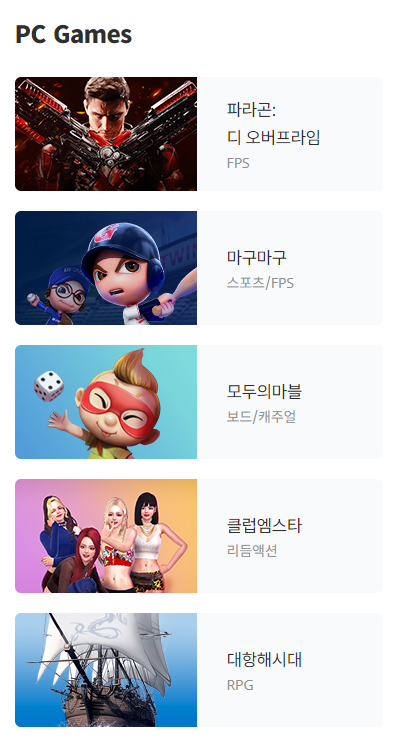 PC Games
파라곤:
디 오버프라임
FPS
마구마구
스포츠/FPS
모두의마블
보드/캐주얼
클럽엠스타
리듬액션
대항해시대
RPG